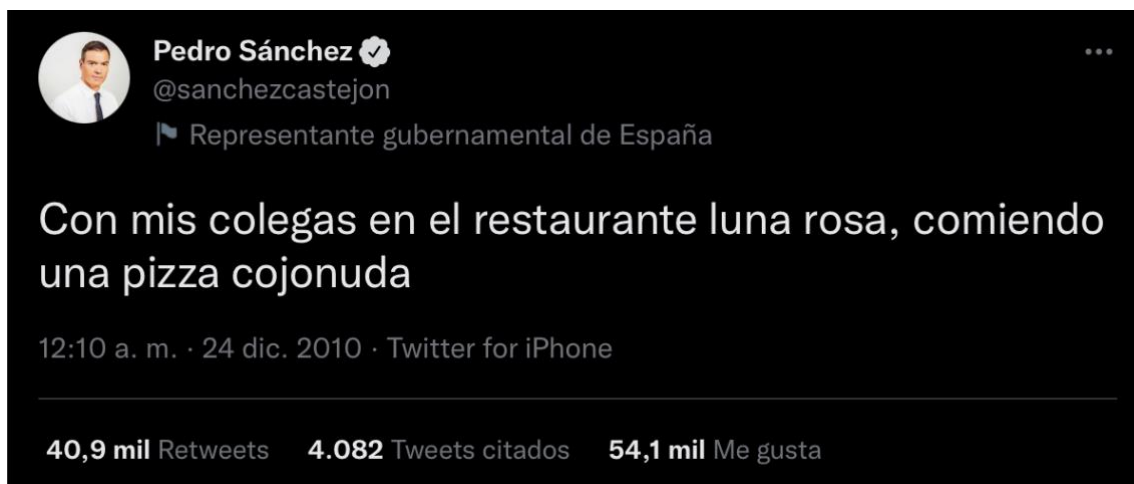 Pedro Sánchez
@sanchezcastejon
Representante gubernamental de España
Con mis colegas en el restaurante luna rosa, comiendo
una pizza cojonuda
12:10 a. m. · 24 dic. 2010 · Twitter for iPhone
40,9 mil Retweets 4.082 Tweets citados 54,1 mil Me gusta